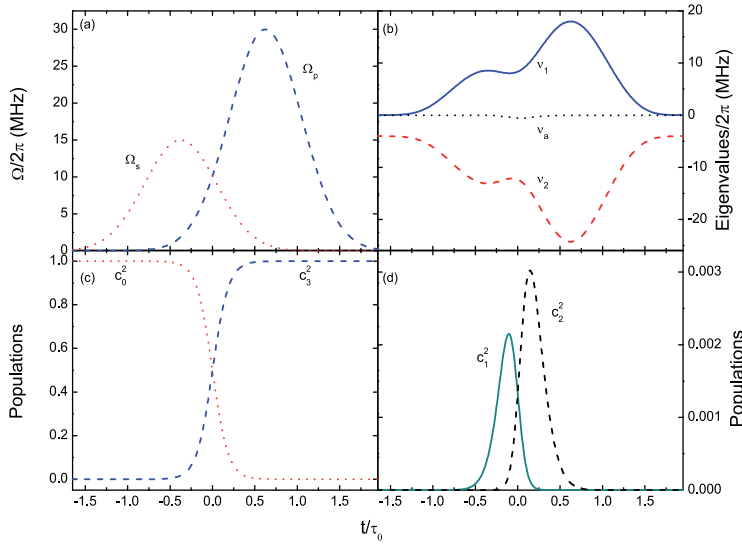 (a)
Ω/2π (MHz)
30
25
20
15
10
5
0
Ωₚ
Ωₛ
(b)
ν₁
νₐ
ν₂
20
10
0
-10
-20
Eigenvalues/2π (MHz)
(c)
c₀²
c₃²
Populations
1.0
0.8
0.6
0.4
0.2
0.0
-1.5 -1.0 -0.5 0.0 0.5 1.0 1.5
(d)
c₂²
c₁²
0.003
0.002
0.001
0.000
Populations
-1.5 -1.0 -0.5 0.0 0.5 1.0 1.5
t/τ₀